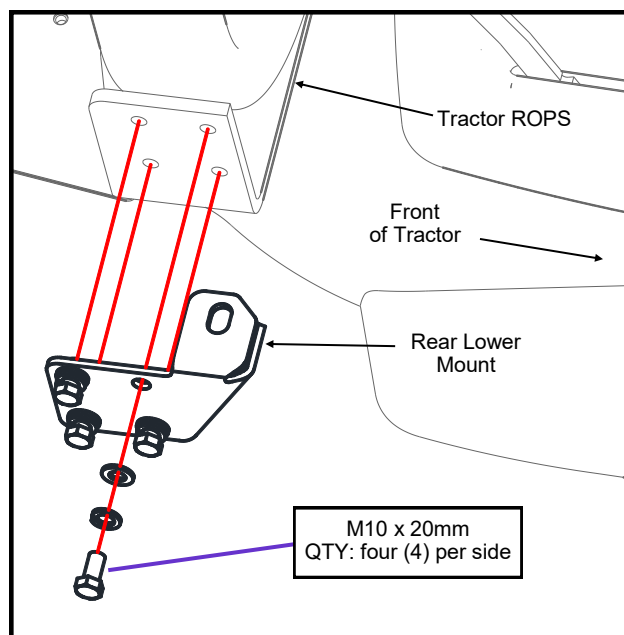 Tractor ROPS
Front
of Tractor
Rear Lower
Mount
M10 x 20mm
QTY: four (4) per side